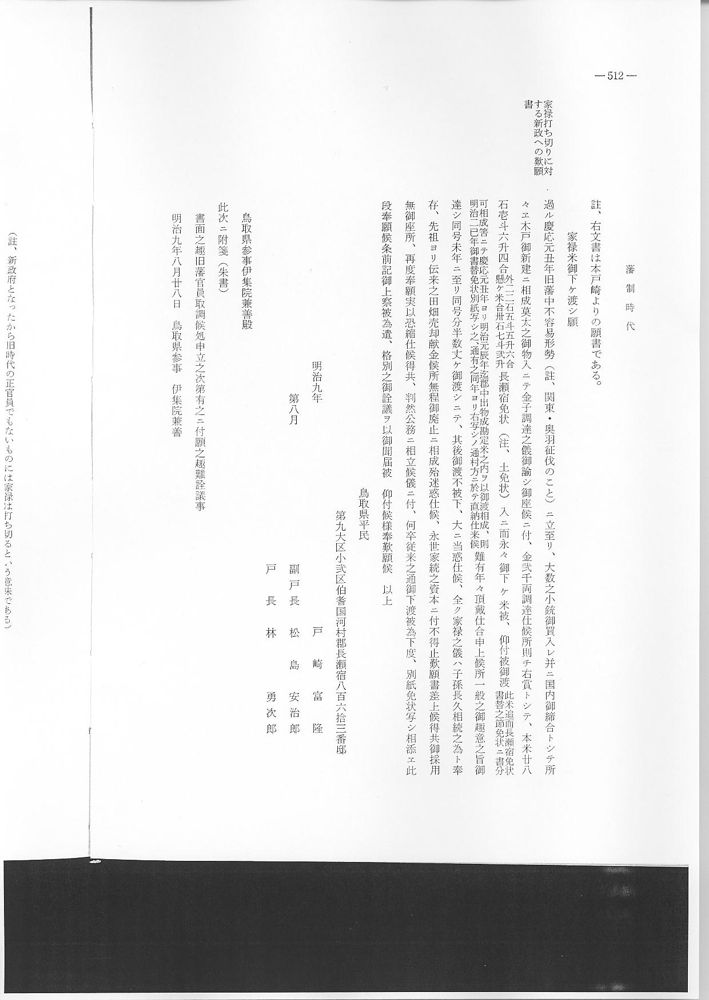 ―512―
藩制時代
家禄打ち切りに対
する新政への歎願
書
註、右文書は本戸崎よりの願書である。
家禄米御下ケ渡シ願
過ル慶応元丑年旧藩中不容易形勢（註、関東・奥羽征伐のこと）ニ立至リ、大数之小銃御買入レ并ニ国内御締合トシテ所
々ヱ木戸御新建ニ相成莫太之御物入ニテ金子調達之儀御諭シ御座候ニ付、金弐千両調達仕候所則チ右賞トシテ、本米廿八
石壱斗六升四合外二二石五斗五升六合懸ケ米合卅石七斗弐升長瀬宿免状（注、土免状）入ニ而永々御下ケ米被、仰付被御渡此米追而長瀬宿免状書替之節免状ニ書分
可相成筈ニテ慶応元丑年ヨリ明治元辰年迄郡中出物成勘定米之内ヲ以御渡相成、則明治二巳年御書替免状別紙写シ之、通有之同年ヨリ右写シノ通村方ニ於テ直納仕来候難有年々頂戴仕合申上候所一般之御趣意之旨御
達シ同号未年ニ至リ同号分半数丈ケ御渡シニテ、其後御渡不被下、大ニ当惑仕候、全ク家禄之儀ハ子孫長久相続之為ト奉
存、先祖ヨリ伝来之田畑売却献金候所無程御廃止ニ相成殆迷惑仕候、永世家続之資本ニ付不得止歎願書差上候得共御採用
無御座所、再度奉願実以恐縮仕候得共、判然公務ニ相立候儀ニ付、何卒従来之通御下渡被為下度、別紙免状写シ相添ヱ此
段奉願候条前記御上察被為遣、格別之御詮議ヲ以御聞届被　仰付候様奉歎願候　以上
鳥取県平民
第九大区小弐区伯耆国河村郡長瀬宿八百六拾三番邸
明治九年　戸崎富隆
第八月　副戸長　松島安治郎
戸長　林　勇次郎
鳥取県参事伊集院兼善殿
此次ニ附箋（朱書）
書面之趣旧藩官員取調候処申立之次第有之ニ付願之趣難詮議事
明治九年八月廿八日　鳥取県参事　伊集院兼善
（註、新政府となったから旧時代の正官員でもないものには家禄は打ち切るという意味である）